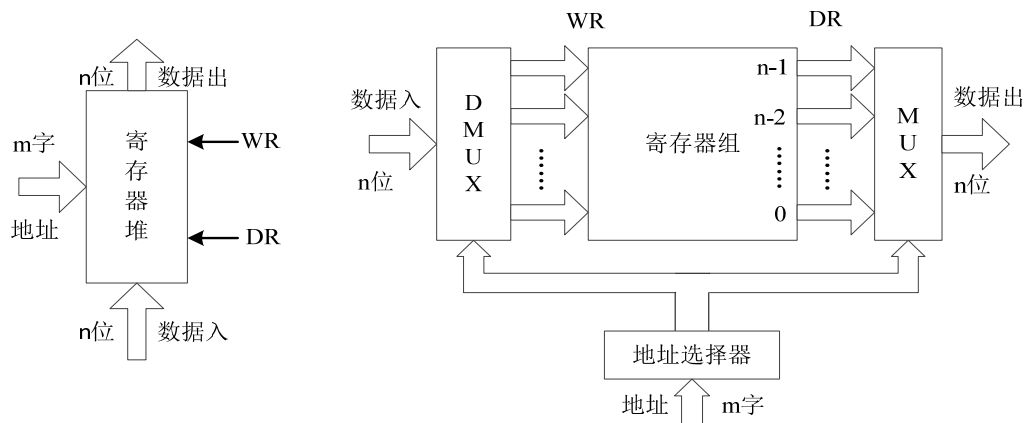 n位
数据出
m字
地址
寄存器堆
WR
DR
n位
数据入
WR
DR
数据入
n位
DMUX
寄存器组
n-1
n-2
0
MUX
数据出
n位
地址选择器
地址
m字